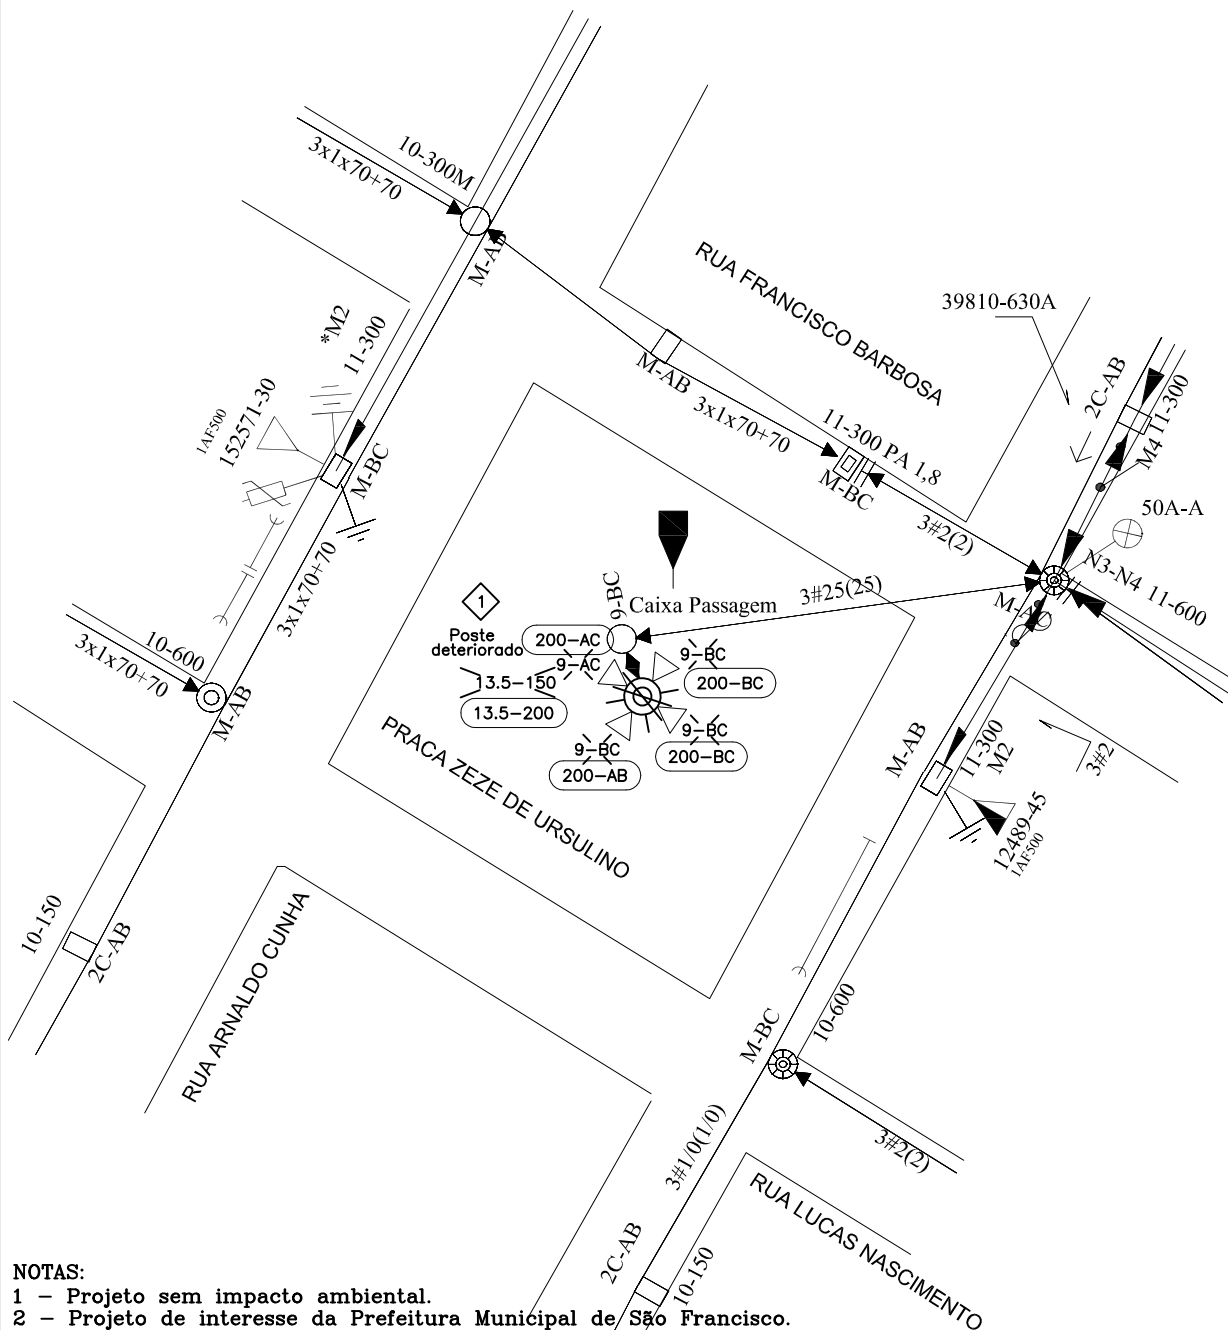 10-300M
3x1x70+70
M-AB
RUA FRANCISCO BARBOSA
39810-630A
*M2
11-300
2C-AB
11-300
M4
1AF500
152571-30
M-BC
M-AB
3x1x70+70
11-300 PA 1,8
M-BC
3#2(2)
50A-A
N3-N4
11-600
M-AC
3x1x70+70
9-BC
Caixa Passagem
3#25(25)
1
Poste
deteriorado
200-AC
9-AC
9-BC
200-BC
13.5-150
13.5-200
9-BC
200-BC
9-BC
200-AB
10-600
3x1x70+70
M-AB
PRACA ZEZE DE URSULINO
M-AB
11-300
M2
3#2
12489-45
1AF500
10-150
2C-AB
RUA ARNALDO CUNHA
M-BC
10-600
3#2(2)
3#1/0(1/0)
RUA LUCAS NASCIMENTO
2C-AB
10-150
NOTAS:
1 - Projeto sem impacto ambiental.
2 - Projeto de interesse da Prefeitura Municipal de São Francisco.